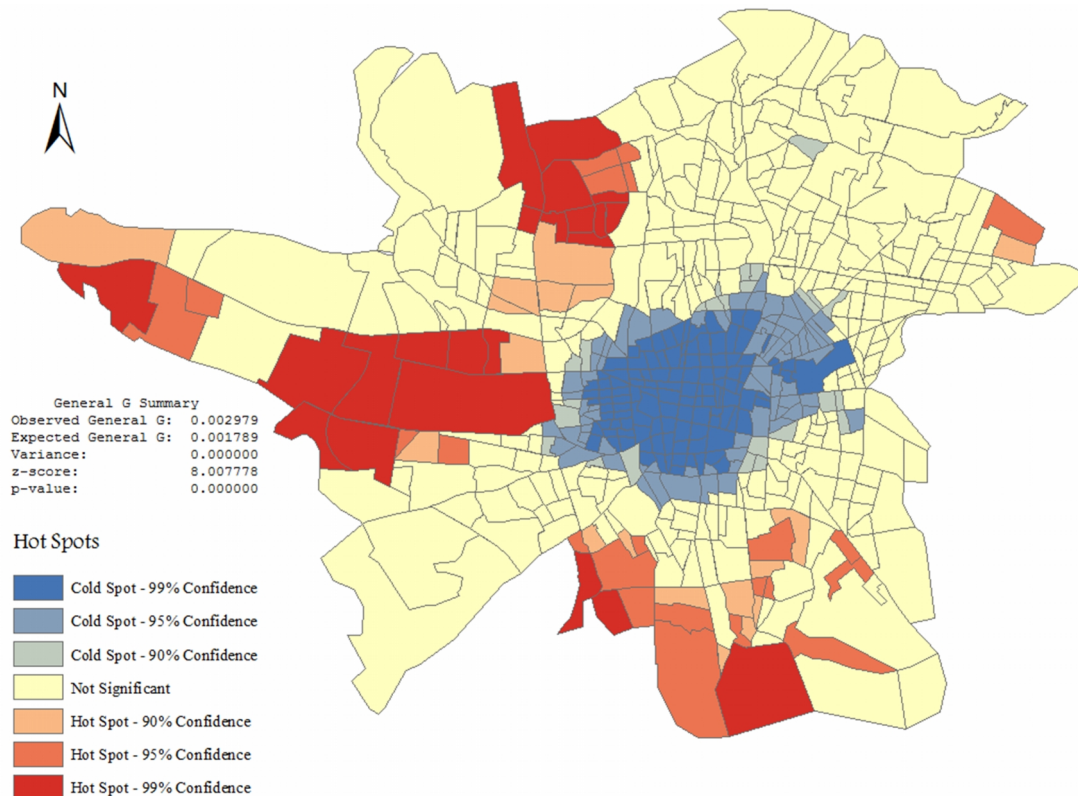 N
General G Summary
Observed General G: 0.002979
Expected General G: 0.001789
Variance: 0.000000
z-score: 8.007778
p-value: 0.000000
Hot Spots
Cold Spot - 99% Confidence
Cold Spot - 95% Confidence
Cold Spot - 90% Confidence
Not Significant
Hot Spot - 90% Confidence
Hot Spot - 95% Confidence
Hot Spot - 99% Confidence